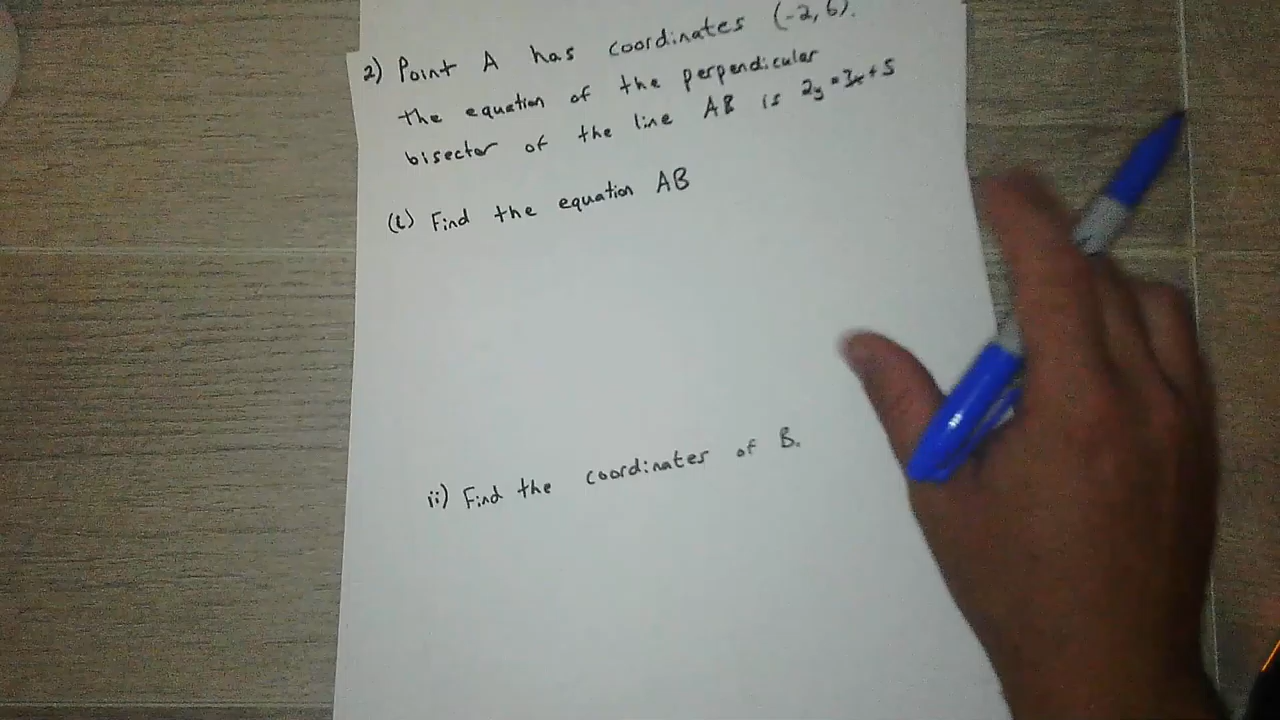 2) Point A has coordinates (-2, 6).
the equation of the perpendicular
bisector of the line AB is 2y = 3x + 5
(i) Find the equation AB
ii) Find the coordinates of B.